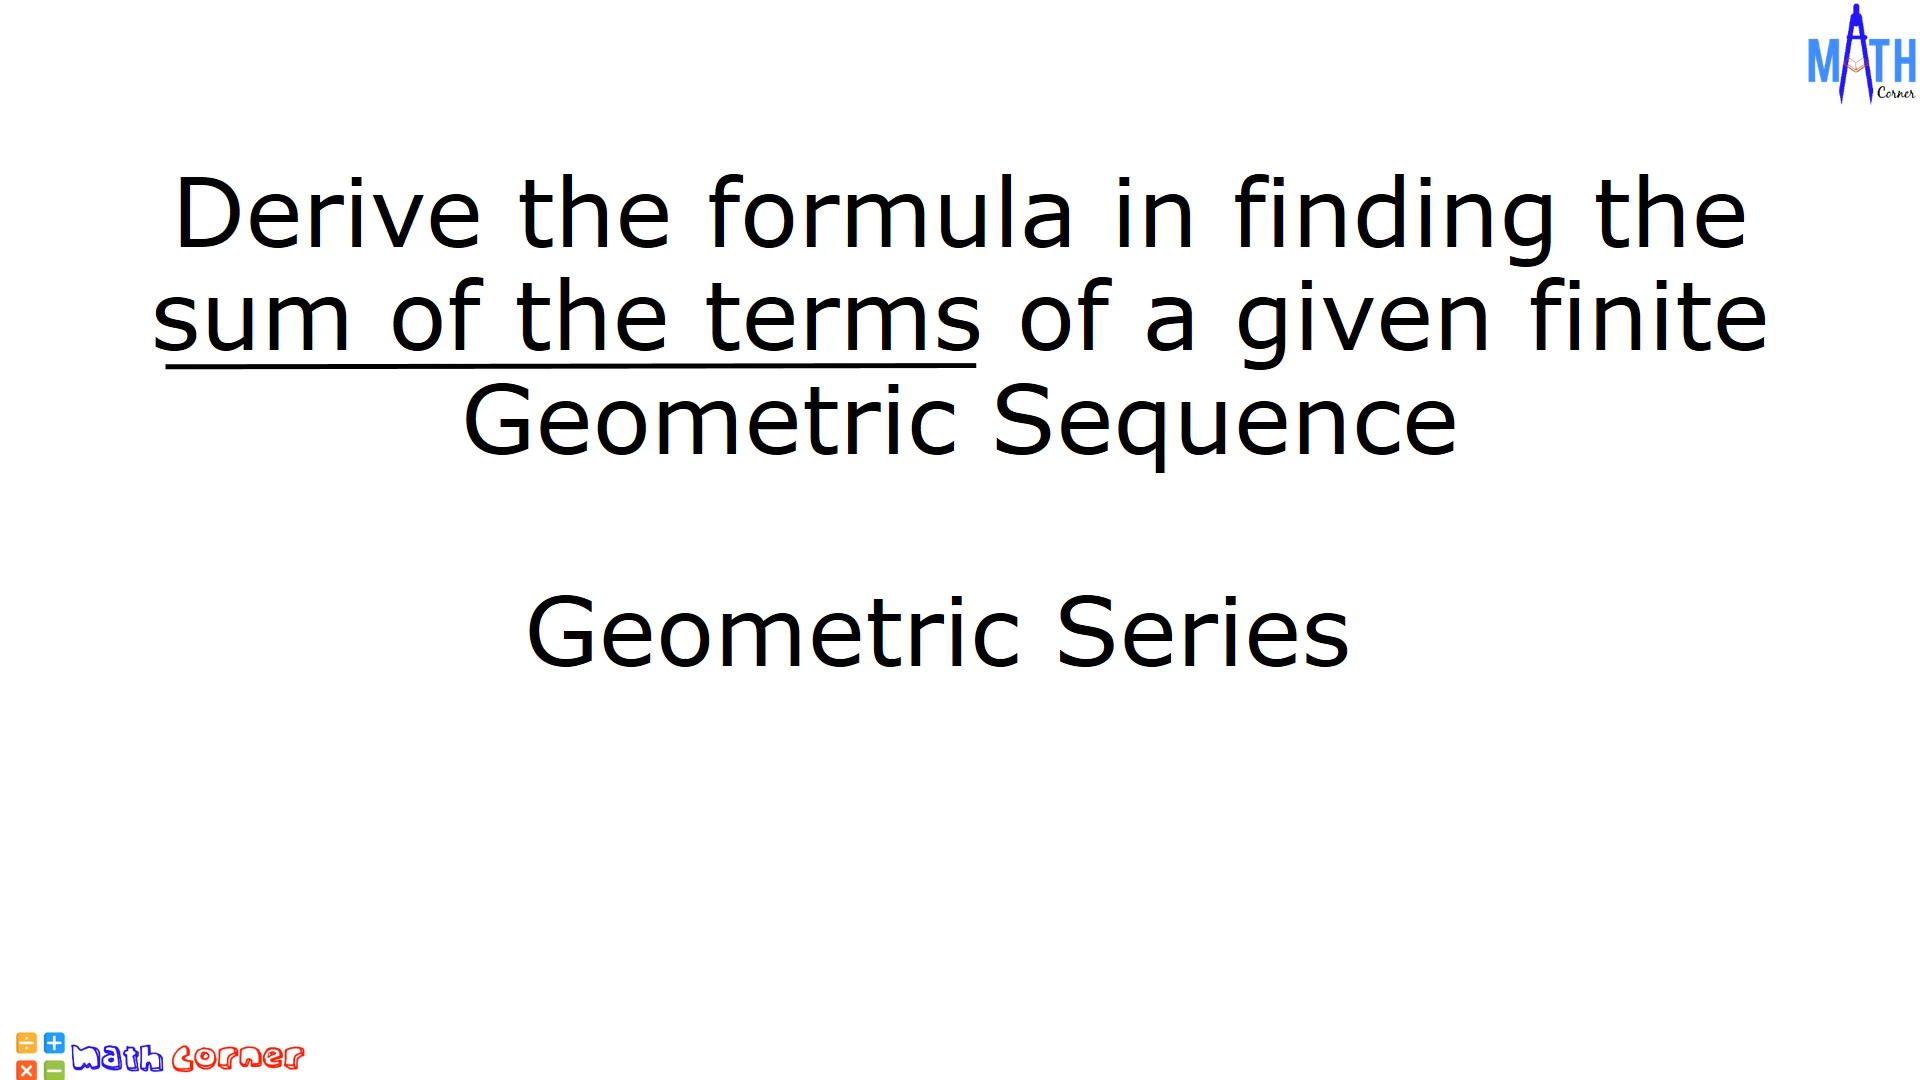 MATH
Corner
Derive the formula in finding the
sum of the terms of a given finite
Geometric Sequence
Geometric Series
math corner